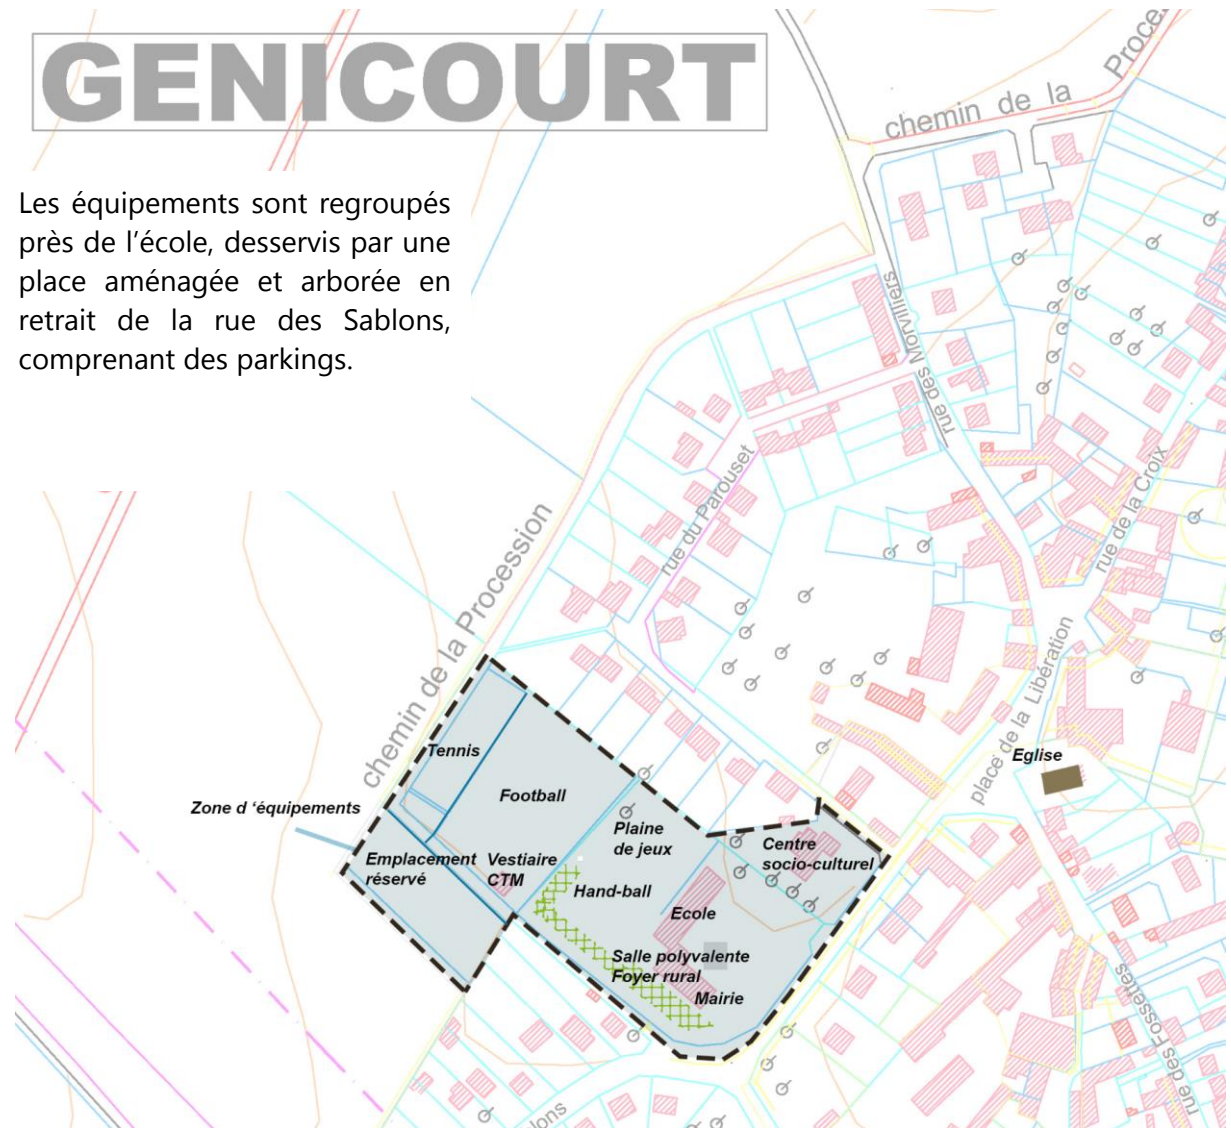 GENICOURT
Les équipements sont regroupés
près de l’école, desservis par une
place aménagée et arborée en
retrait de la rue des Sablons,
comprenant des parkings.
chemin de la
Proce
rue des Morvilliers
rue de la Croix
rue du Parouset
chemin de la Procession
place de la Libération
Eglise
Tennis
Zone d ‘équipements
Football
Plaine
de jeux
Centre
socio-culturel
Emplacement
réservé
Vestiaire
CTM
Hand-ball
Ecole
Salle polyvalente
Foyer rural
Mairie
rue des Fossettes
lons